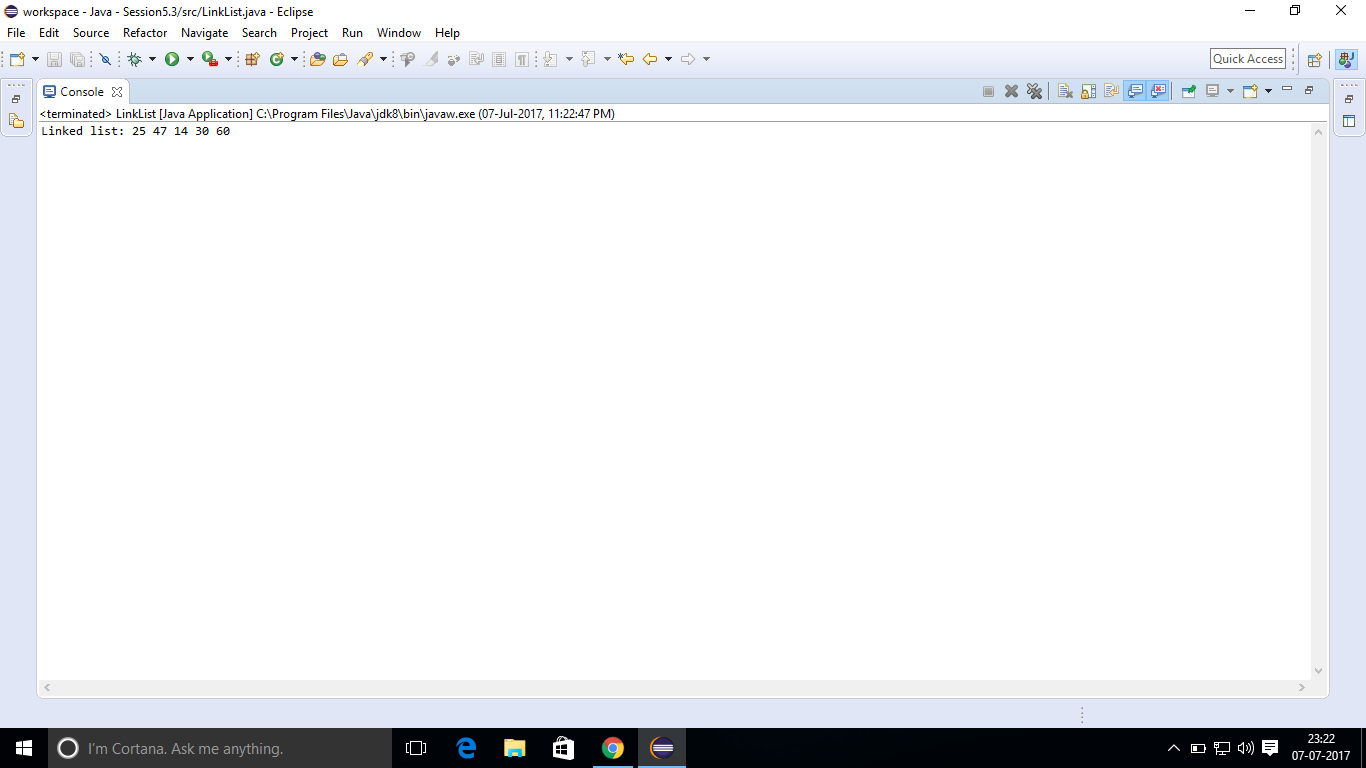 workspace - Java - Session5.3/src/LinkList.java - Eclipse
File Edit Source Refactor Navigate Search Project Run Window Help
Quick Access
Console
<terminated> LinkList [Java Application] C:\Program Files\Java\jdk8\bin\javaw.exe (07-Jul-2017, 11:22:47 PM)
Linked list: 25 47 14 30 60
I'm Cortana. Ask me anything.
23:22
07-07-2017